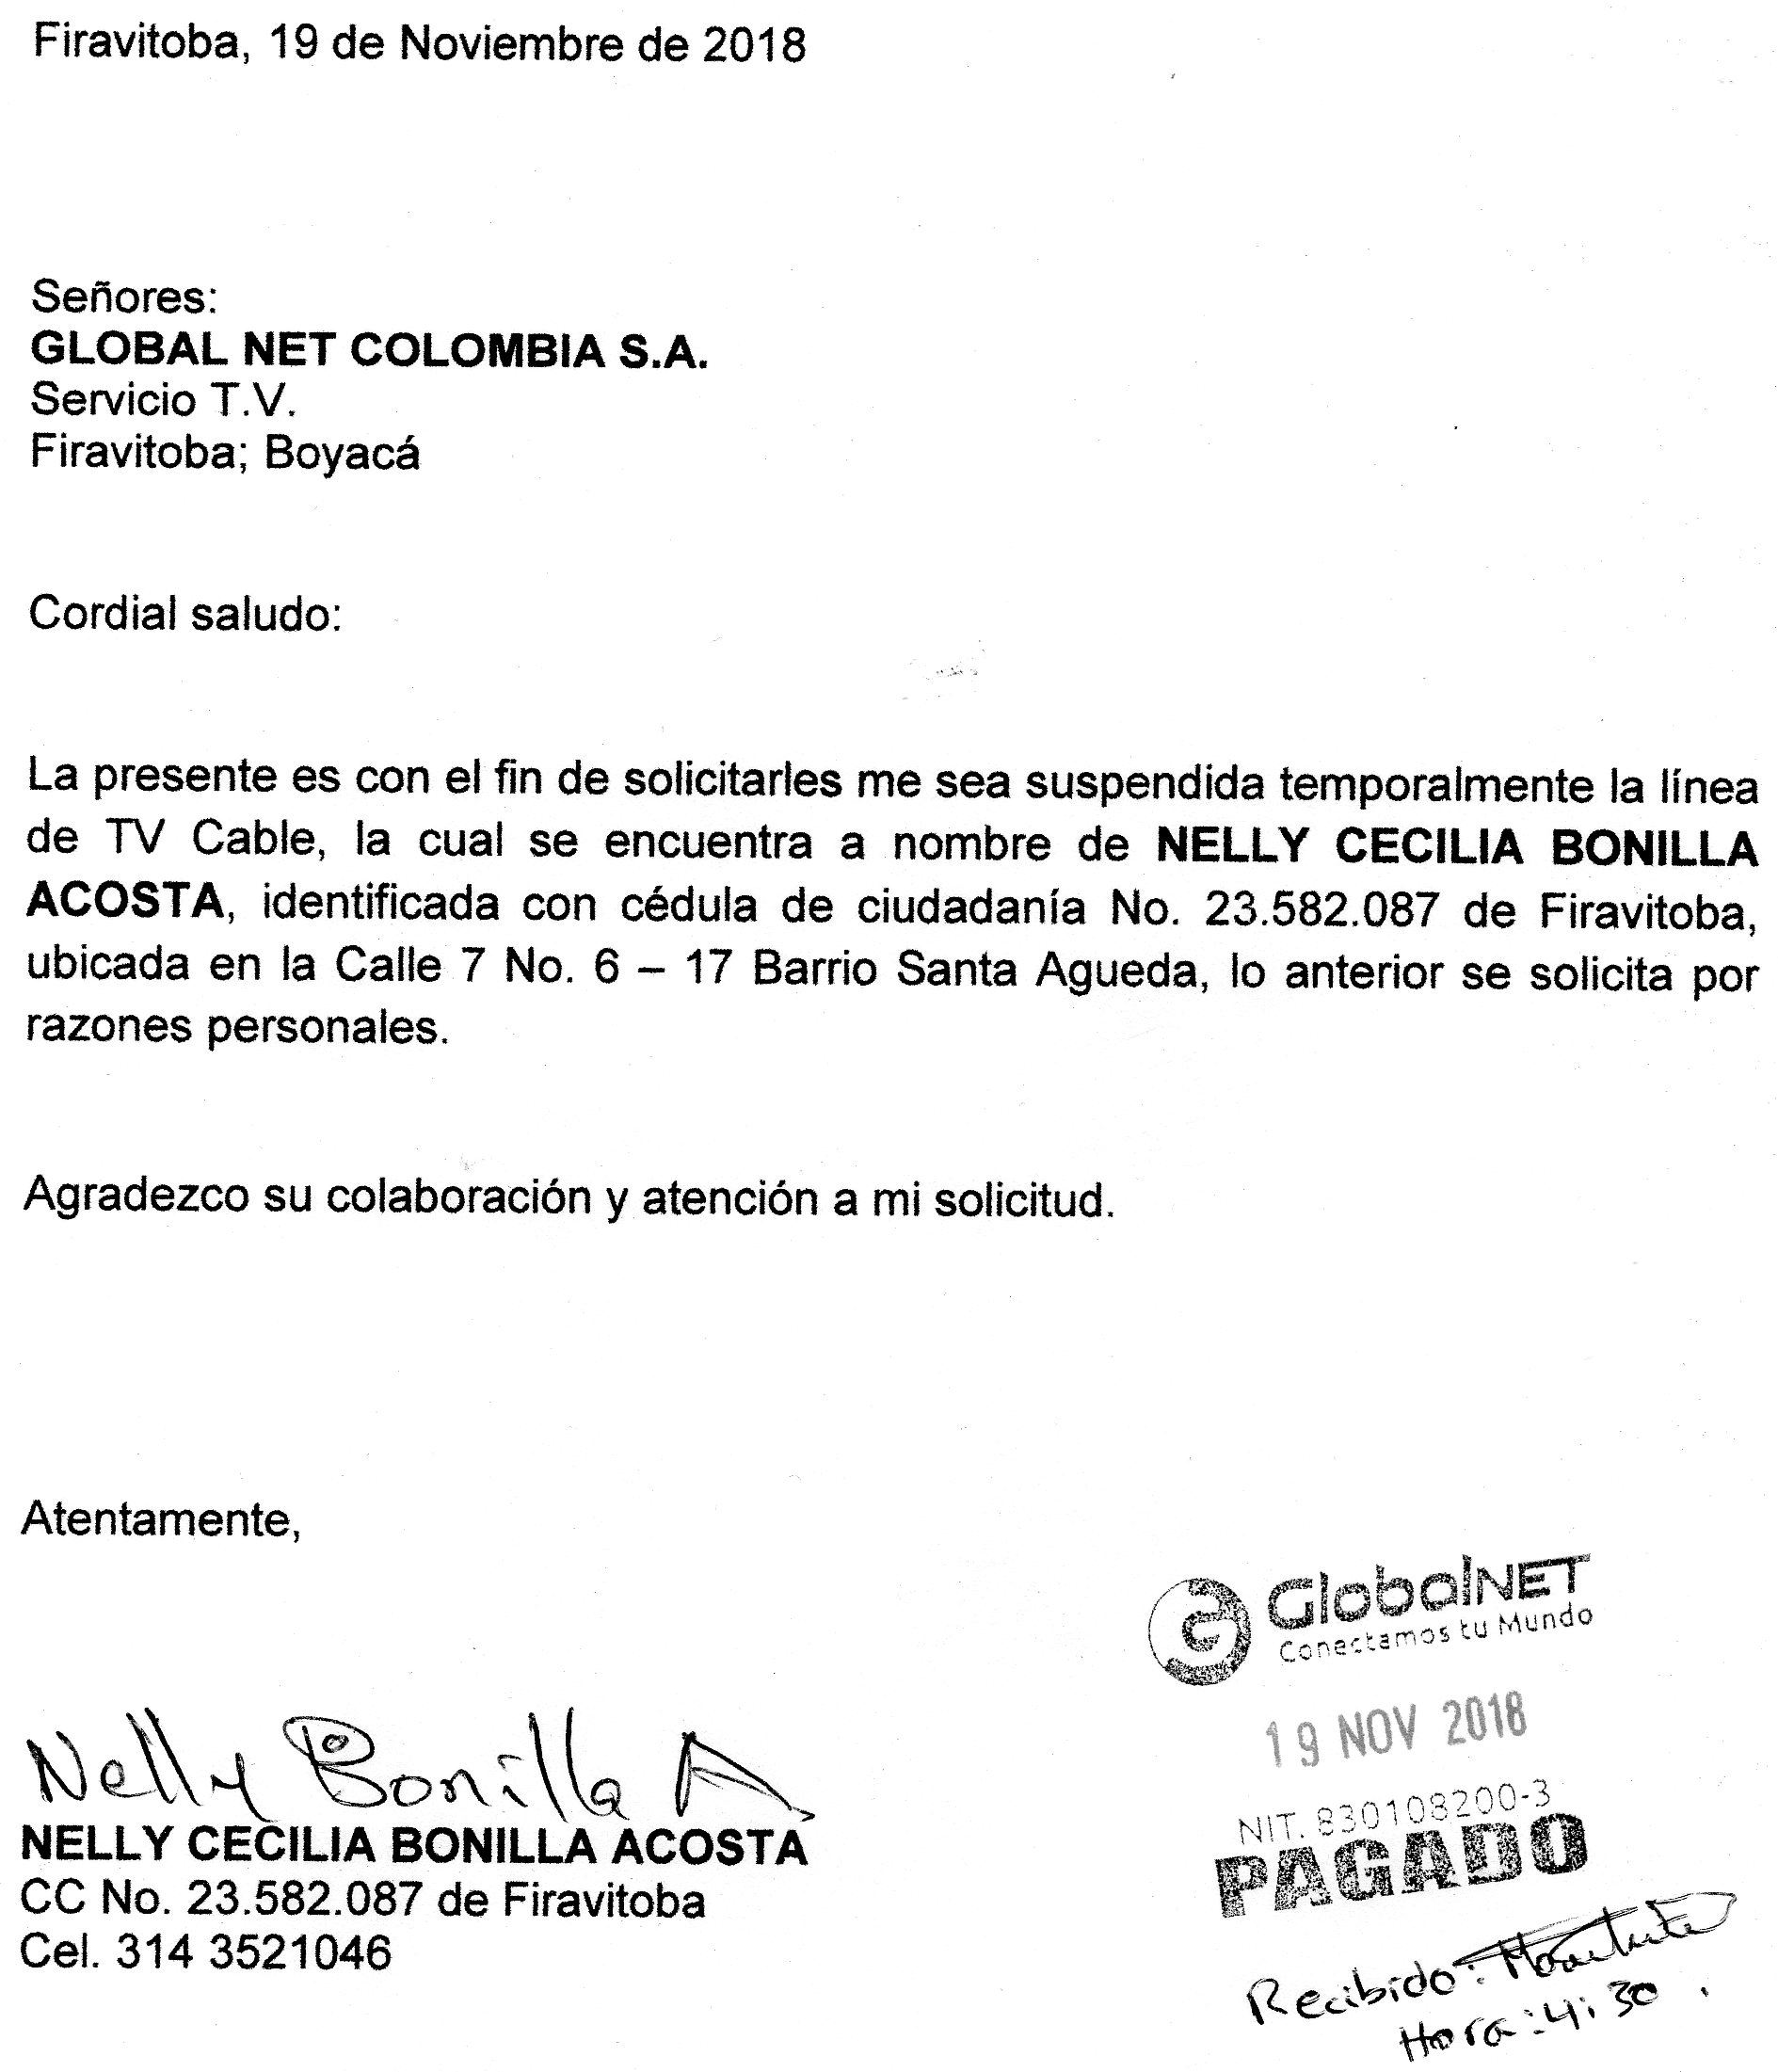 Firavitoba, 19 de Noviembre de 2018
Señores:
GLOBAL NET COLOMBIA S.A.
Servicio T.V.
Firavitoba; Boyacá
Cordial saludo:
La presente es con el fin de solicitarles me sea suspendida temporalmente la línea
de TV Cable, la cual se encuentra a nombre de NELLY CECILIA BONILLA
ACOSTA, identificada con cédula de ciudadanía No. 23.582.087 de Firavitoba,
ubicada en la Calle 7 No. 6 – 17 Barrio Santa Agueda, lo anterior se solicita por
razones personales.
Agradezco su colaboración y atención a mi solicitud.
Atentamente,
Nelly Bonilla A
NELLY CECILIA BONILLA ACOSTA
CC No. 23.582.087 de Firavitoba
Cel. 314 3521046
GlobalNET
Conectamos tu Mundo
19 NOV 2018
NIT. 830108200-3
PAGADO
Recibido:
Hora: 4:30